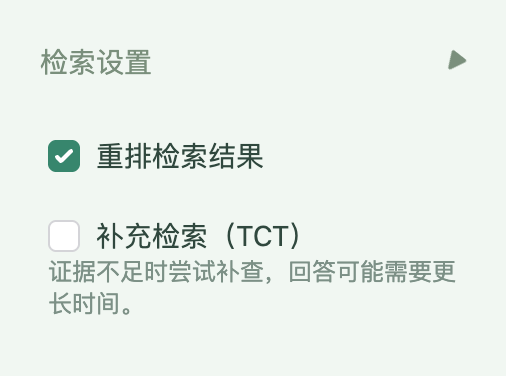 检索设置
重排检索结果
补充检索（TCT）
证据不足时尝试补查，回答可能需要更
长时间。